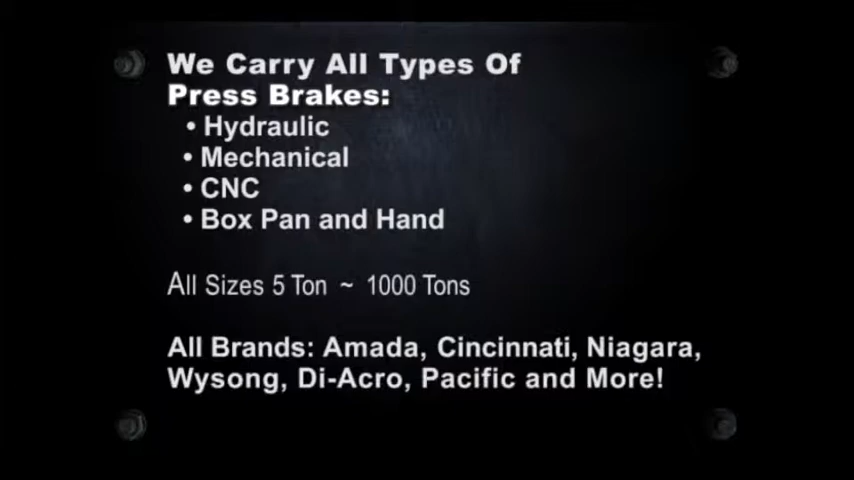 We Carry All Types Of
Press Brakes:
• Hydraulic
• Mechanical
• CNC
• Box Pan and Hand
All Sizes 5 Ton ~ 1000 Tons
All Brands: Amada, Cincinnati, Niagara,
Wysong, Di-Acro, Pacific and More!